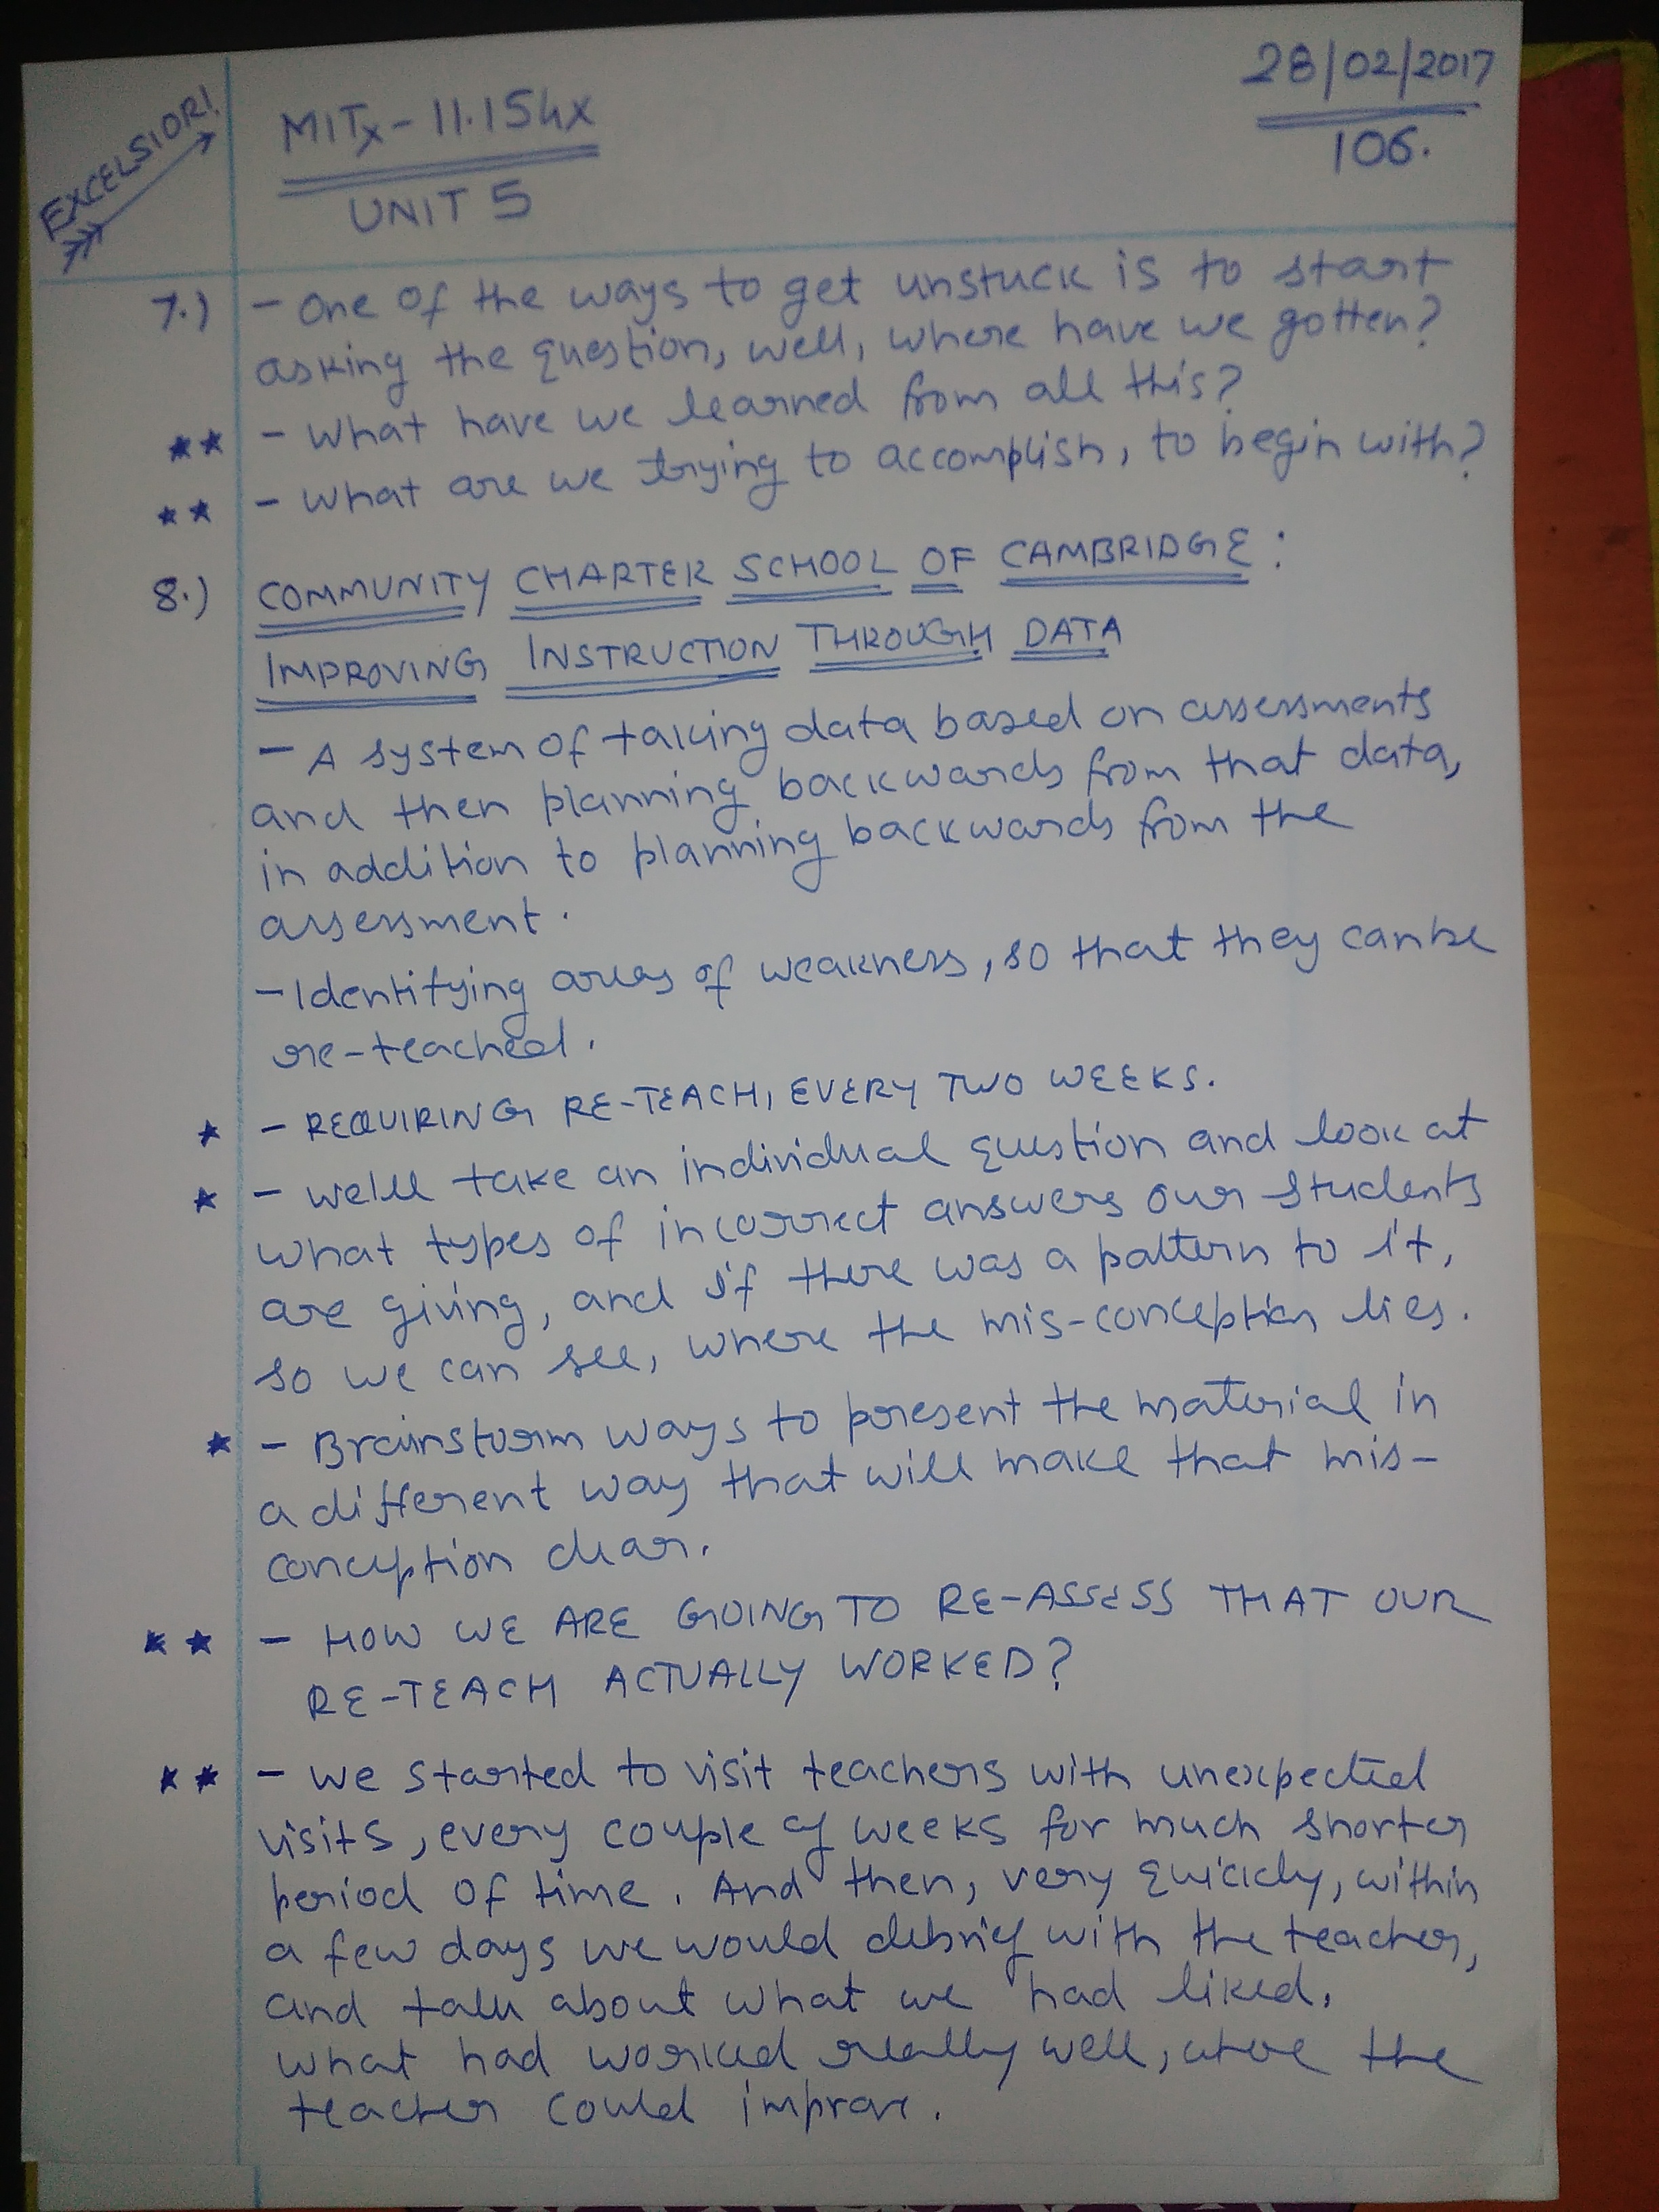 EXCELSIOR!
MITx - 11.154x
UNIT 5
28/02/2017
106.
7.) - One of the ways to get unstuck is to start
asking the question, well, where have we gotten?
★★ - What have we learned from all this?
★★ - What are we trying to accomplish, to begin with?
8.) COMMUNITY CHARTER SCHOOL OF CAMBRIDGE:
IMPROVING INSTRUCTION THROUGH DATA
- A system of taking data based on assessments
and then planning backwards from that data,
in addition to planning backwards from the
assessment.
- Identifying areas of weakness, so that they can be
re-teached.
★ - REQUIRING RE-TEACH, EVERY TWO WEEKS.
★ - We'll take an individual question and look at
what types of incorrect answers our students
are giving, and if there was a pattern to it,
so we can see, where the mis-conception lies.
★ - Brainstorm ways to present the material in
a different way that will make that mis-
conception clear.
★★ - HOW WE ARE GOING TO RE-ASSESS THAT OUR
RE-TEACH ACTUALLY WORKED?
★★ - We started to visit teachers with unexpected
visits, every couple of weeks for much shorter
period of time. And then, very quickly, within
a few days we would debrief with the teacher,
and talk about what we had liked.
What had worked really well, where the
teacher could improve.